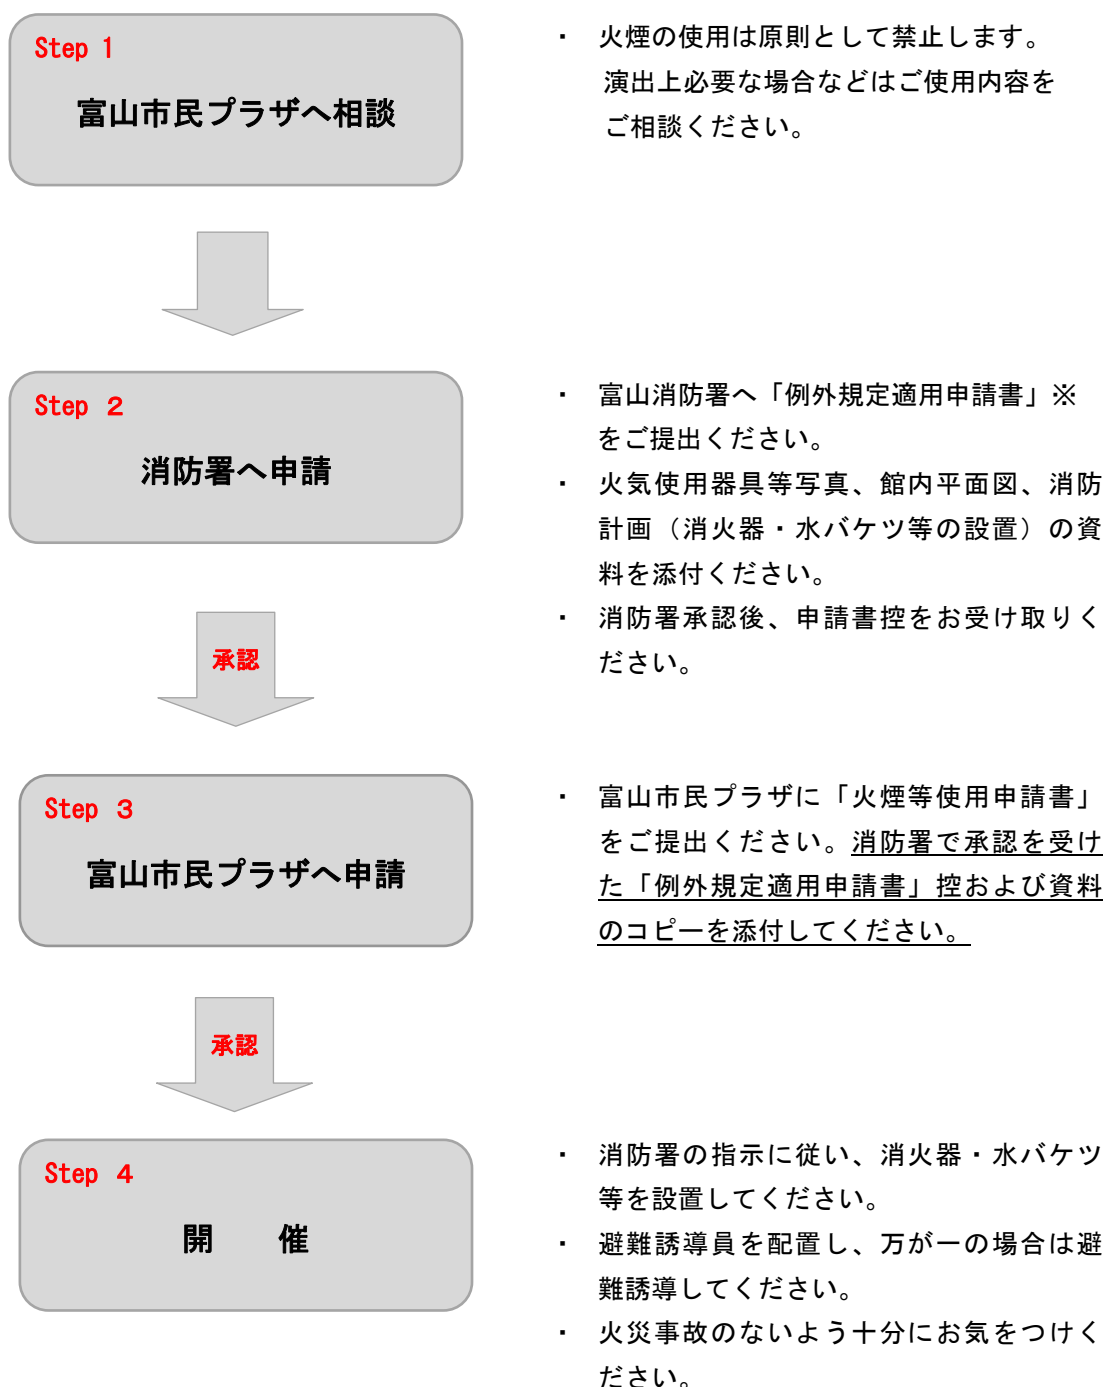 Step 1
富山市民プラザへ相談
・ 火煙の使用は原則として禁止します。
演出上必要な場合などはご使用内容を
ご相談ください。
Step 2
消防署へ申請
・ 富山消防署へ「例外規定適用申請書」※
をご提出ください。
・ 火気使用器具等写真、館内平面図、消防
計画（消火器・水バケツ等の設置）の資
料を添付ください。
・ 消防署承認後、申請書控をお受け取りく
ださい。
承認
Step 3
富山市民プラザへ申請
・ 富山市民プラザに「火煙等使用申請書」
をご提出ください。消防署で承認を受け
た「例外規定適用申請書」控および資料
のコピーを添付してください。
承認
Step 4
開 催
・ 消防署の指示に従い、消火器・水バケツ
等を設置してください。
・ 避難誘導員を配置し、万が一の場合は避
難誘導してください。
・ 火災事故のないよう十分にお気をつけく
ださい。